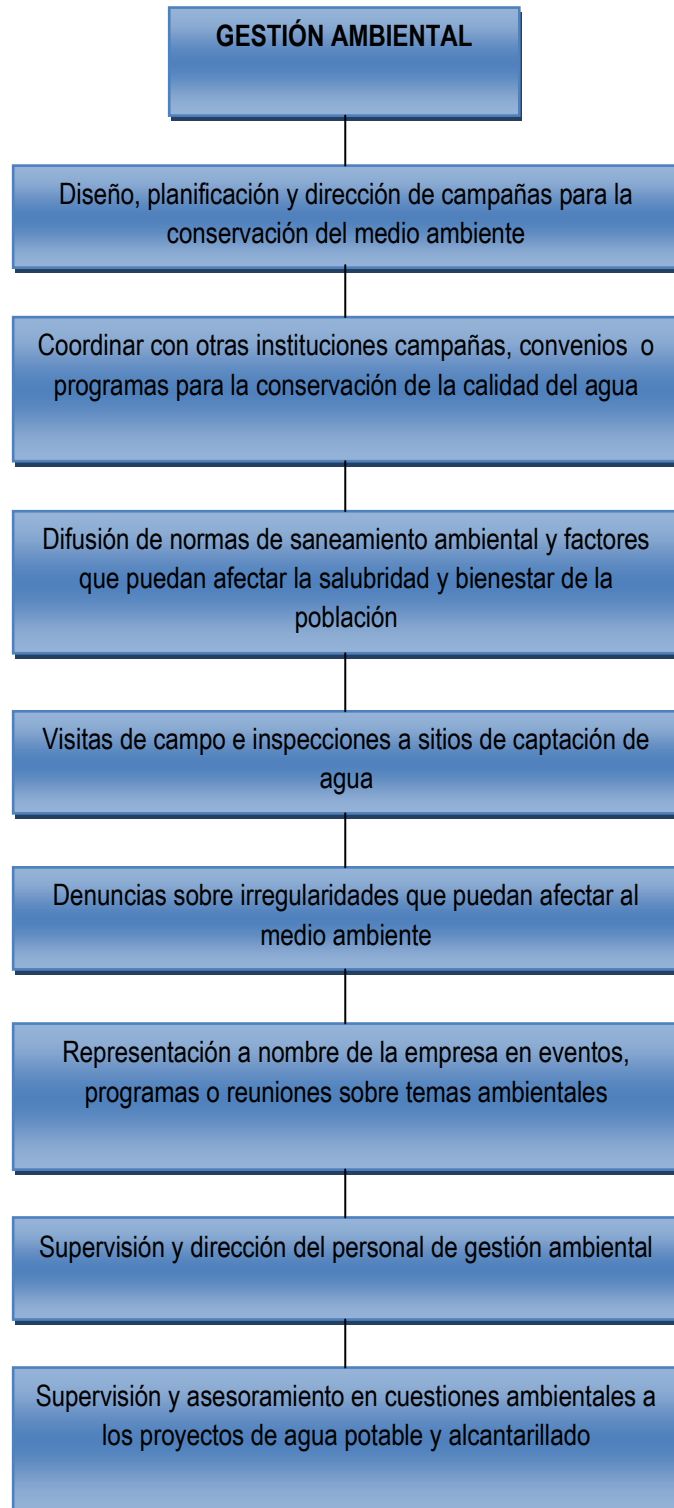 GESTIÓN AMBIENTAL
Diseño, planificación y dirección de campañas para la
conservación del medio ambiente
Coordinar con otras instituciones campañas, convenios o
programas para la conservación de la calidad del agua
Difusión de normas de saneamiento ambiental y factores
que puedan afectar la salubridad y bienestar de la
población
Visitas de campo e inspecciones a sitios de captación de
agua
Denuncias sobre irregularidades que puedan afectar al
medio ambiente
Representación a nombre de la empresa en eventos,
programas o reuniones sobre temas ambientales
Supervisión y dirección del personal de gestión ambiental
Supervisión y asesoramiento en cuestiones ambientales a
los proyectos de agua potable y alcantarillado